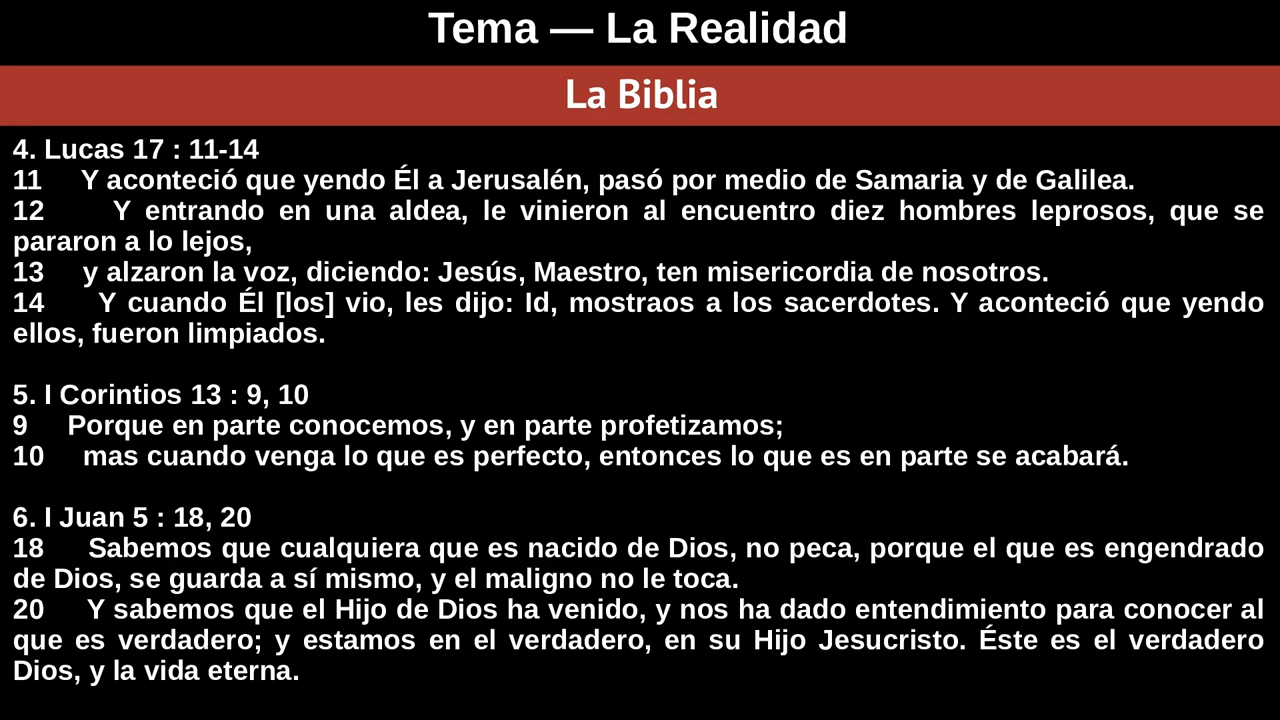 Tema — La Realidad
La Biblia
4. Lucas 17 : 11-14
11 Y aconteció que yendo Él a Jerusalén, pasó por medio de Samaria y de Galilea.
12 Y entrando en una aldea, le vinieron al encuentro diez hombres leprosos, que se
pararon a lo lejos,
13 y alzaron la voz, diciendo: Jesús, Maestro, ten misericordia de nosotros.
14 Y cuando Él [los] vio, les dijo: Id, mostraos a los sacerdotes. Y aconteció que yendo
ellos, fueron limpiados.
5. I Corintios 13 : 9, 10
9 Porque en parte conocemos, y en parte profetizamos;
10 mas cuando venga lo que es perfecto, entonces lo que es en parte se acabará.
6. I Juan 5 : 18, 20
18 Sabemos que cualquiera que es nacido de Dios, no peca, porque el que es engendrado
de Dios, se guarda a sí mismo, y el maligno no le toca.
20 Y sabemos que el Hijo de Dios ha venido, y nos ha dado entendimiento para conocer al
que es verdadero; y estamos en el verdadero, en su Hijo Jesucristo. Éste es el verdadero
Dios, y la vida eterna.